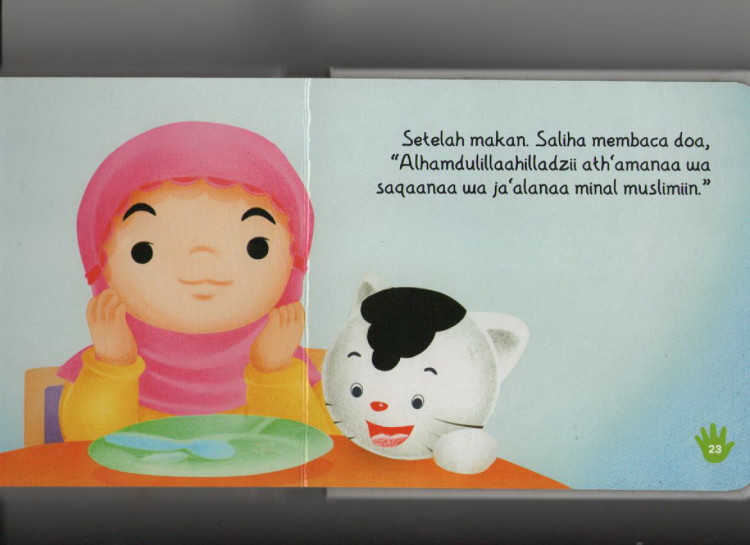 Setelah makan. Saliha membaca doa,
“Alhamdulillaahilladzii ath‘amanaa wa
saqaanaa wa ja‘alanaa minal muslimiin.”
23